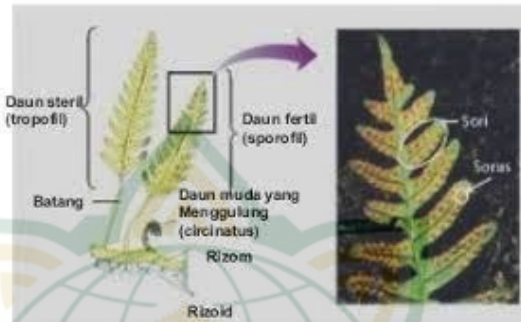 Daun steril
(tropofil)
Batang
Daun fertil
(sporofil)
Daun muda yang
Menggulung
(circinatus)
Rizom
Rizoid
Sori
Sorus